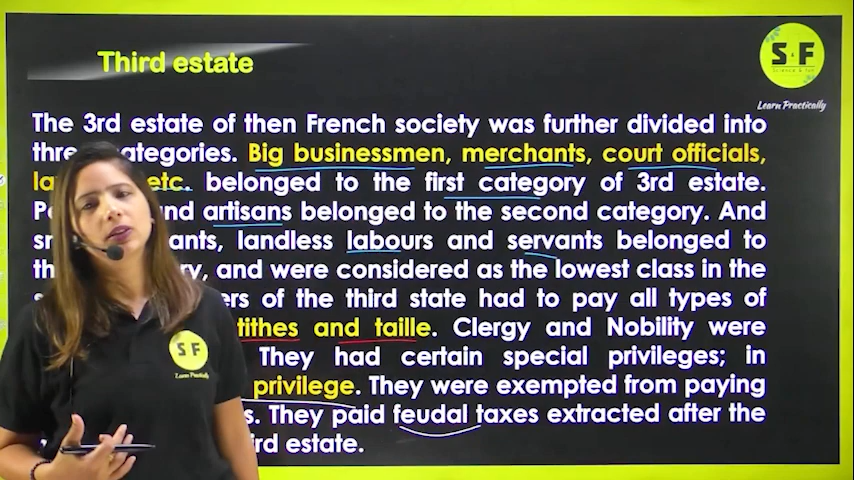 Third estate
S F
Science & Fun
Learn Practically
The 3rd estate of then French society was further divided into
categories. Big businessmen, merchants, court officials,
etc. belonged to the first category of 3rd estate.
and artisans belonged to the second category. And
landless labours and servants belonged to
and were considered as the lowest class in the
of the third state had to pay all types of
tithes and taille. Clergy and Nobility were
They had certain special privileges; in
privilege. They were exempted from paying
They paid feudal taxes extracted after the
estate.
S F
Learn Practically